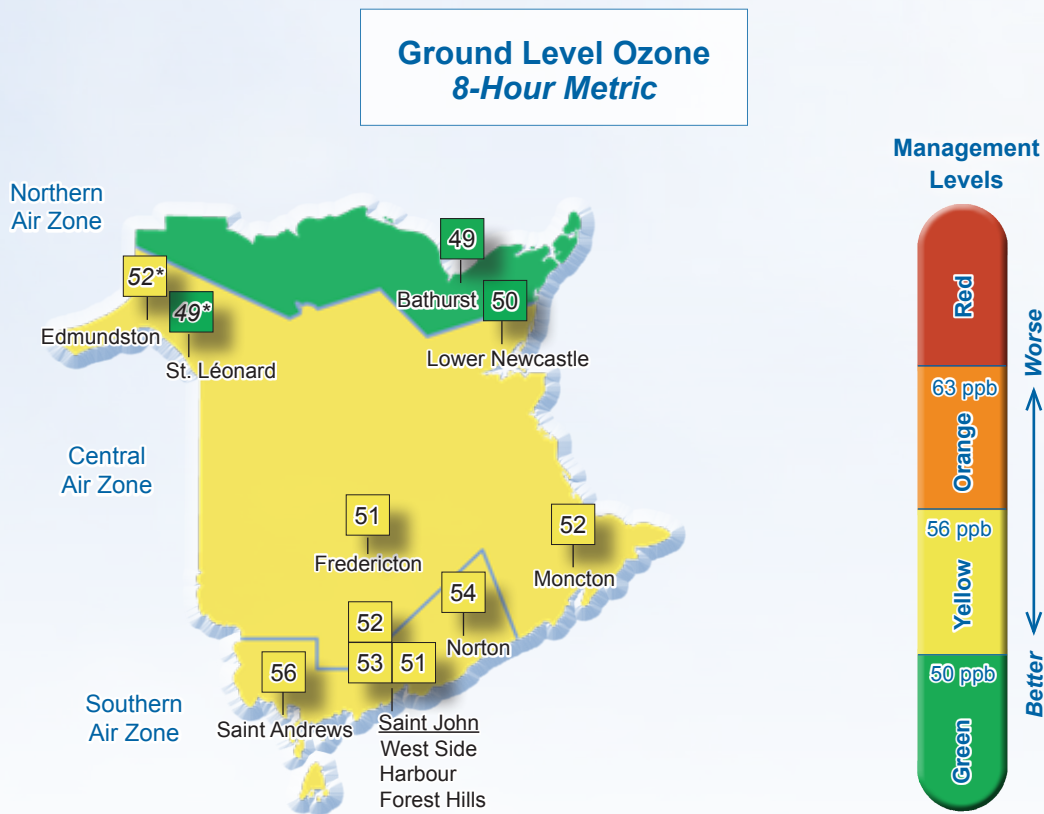 Ground Level Ozone
8-Hour Metric
Management
Levels
Northern
Air Zone
49
52*
Bathurst
50
49*
Edmundston
Lower Newcastle
St. Léonard
Central
Air Zone
51
52
Fredericton
Moncton
54
52
Norton
53
51
56
Southern
Air Zone
Saint Andrews
Saint John
West Side
Harbour
Forest Hills
Red
63 ppb
Orange
56 ppb
Yellow
50 ppb
Green
Worse
Better